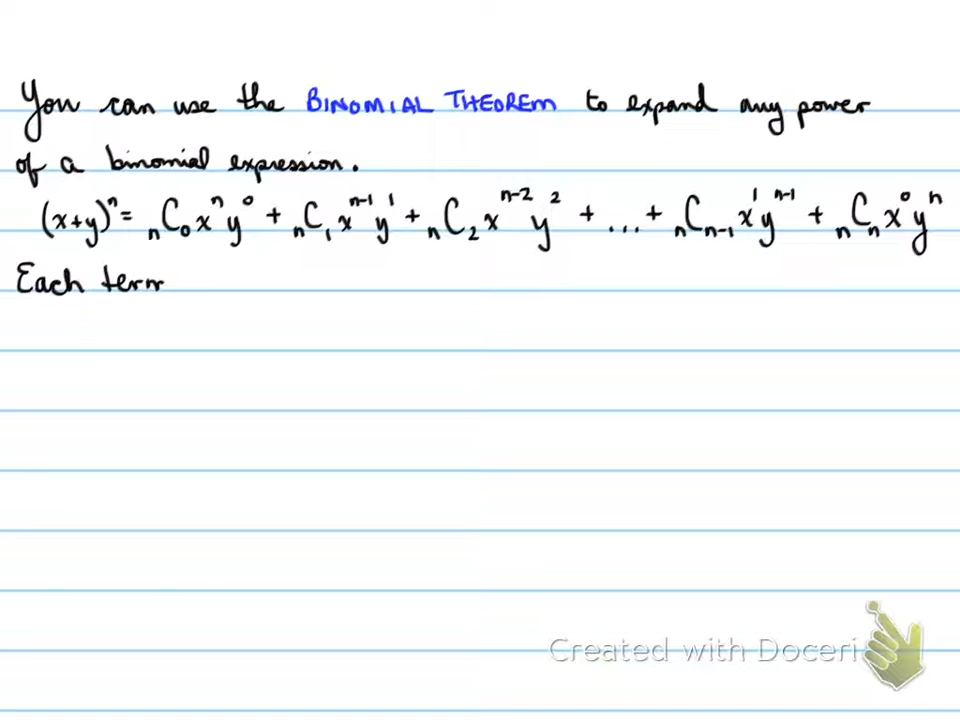 You can use the BINOMIAL THEOREM to expand any power
of a binomial expression.
(x+y)ⁿ = ₙC₀xⁿy⁰ + ₙC₁xⁿ⁻¹y¹ + ₙC₂xⁿ⁻²y² + ... + ₙCₙ₋₁x¹yⁿ⁻¹ + ₙCₙx⁰yⁿ
Each term
Created with Doceri